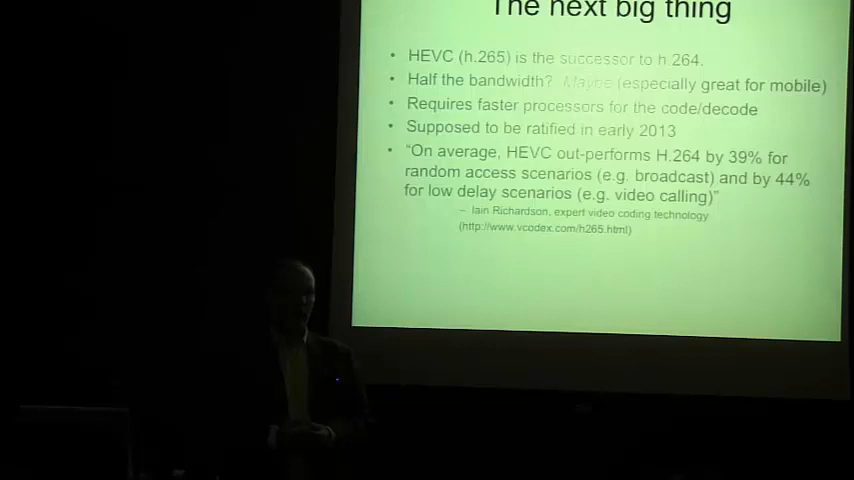 The next big thing
• HEVC (h.265) is the successor to h.264.
• Half the bandwidth? Maybe (especially great for mobile)
• Requires faster processors for the code/decode
• Supposed to be ratified in early 2013
• “On average, HEVC out-performs H.264 by 39% for
random access scenarios (e.g. broadcast) and by 44%
for low delay scenarios (e.g. video calling)”
– Iain Richardson, expert video coding technology
(http://www.vcodex.com/h265.html)